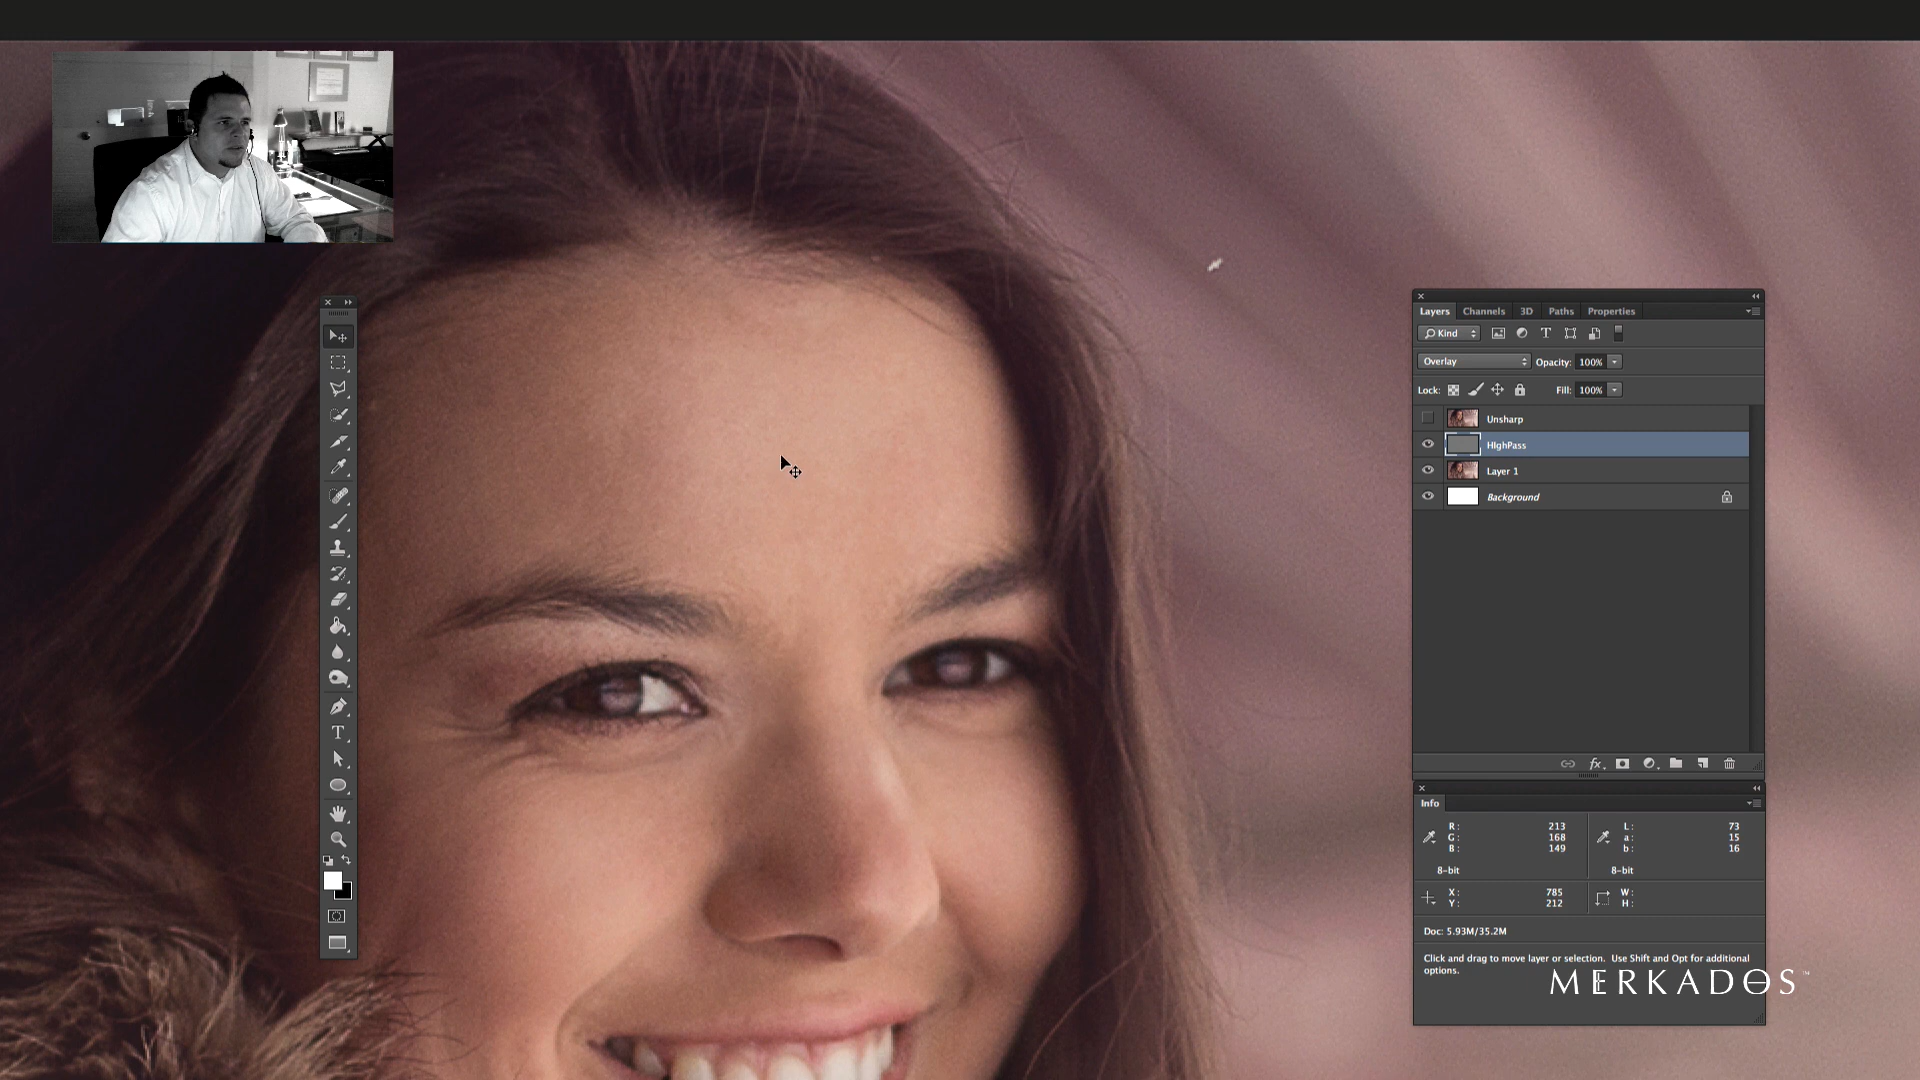 Layers Channels 3D Paths Properties
Kind
Overlay Opacity: 100%
Lock: Fill: 100%
Unsharp
HIghPass
Layer 1
Background
fx
T
Info
R: 213 L: 73
G: 168 a: 15
B: 149 b: 16
8-bit 8-bit
X: 785 W:
Y: 212 H:
Doc: 5.93M/35.2M
Click and drag to move layer or selection. Use Shift and Opt for additional
options.
MERKADOS™